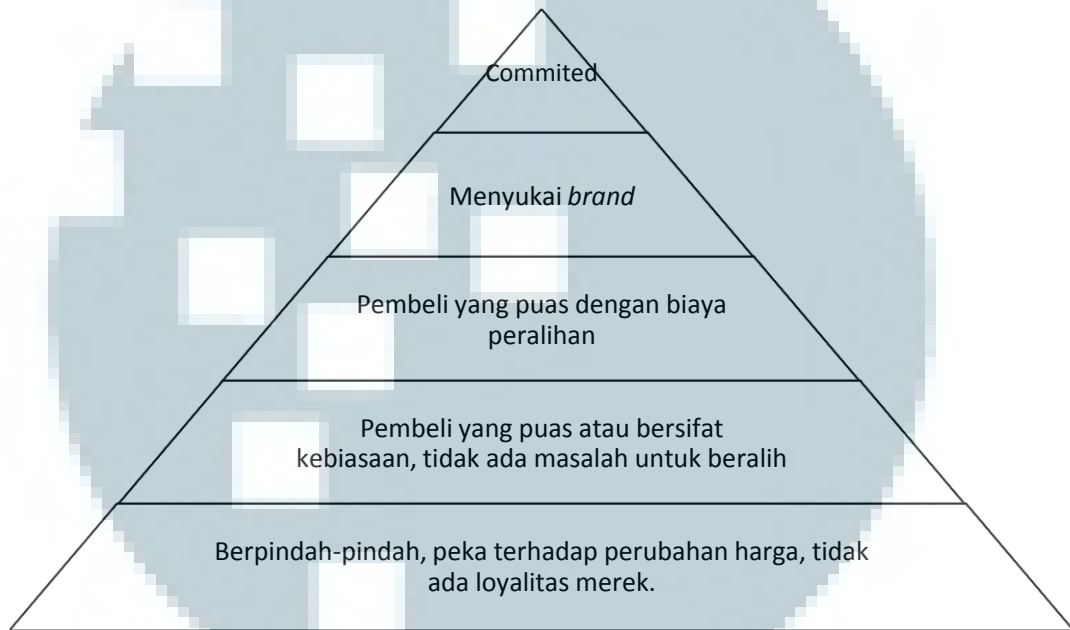 Commited
Menyukai brand
Pembeli yang puas dengan biaya
peralihan
Pembeli yang puas atau bersifat
kebiasaan, tidak ada masalah untuk beralih
Berpindah-pindah, peka terhadap perubahan harga, tidak
ada loyalitas merek.